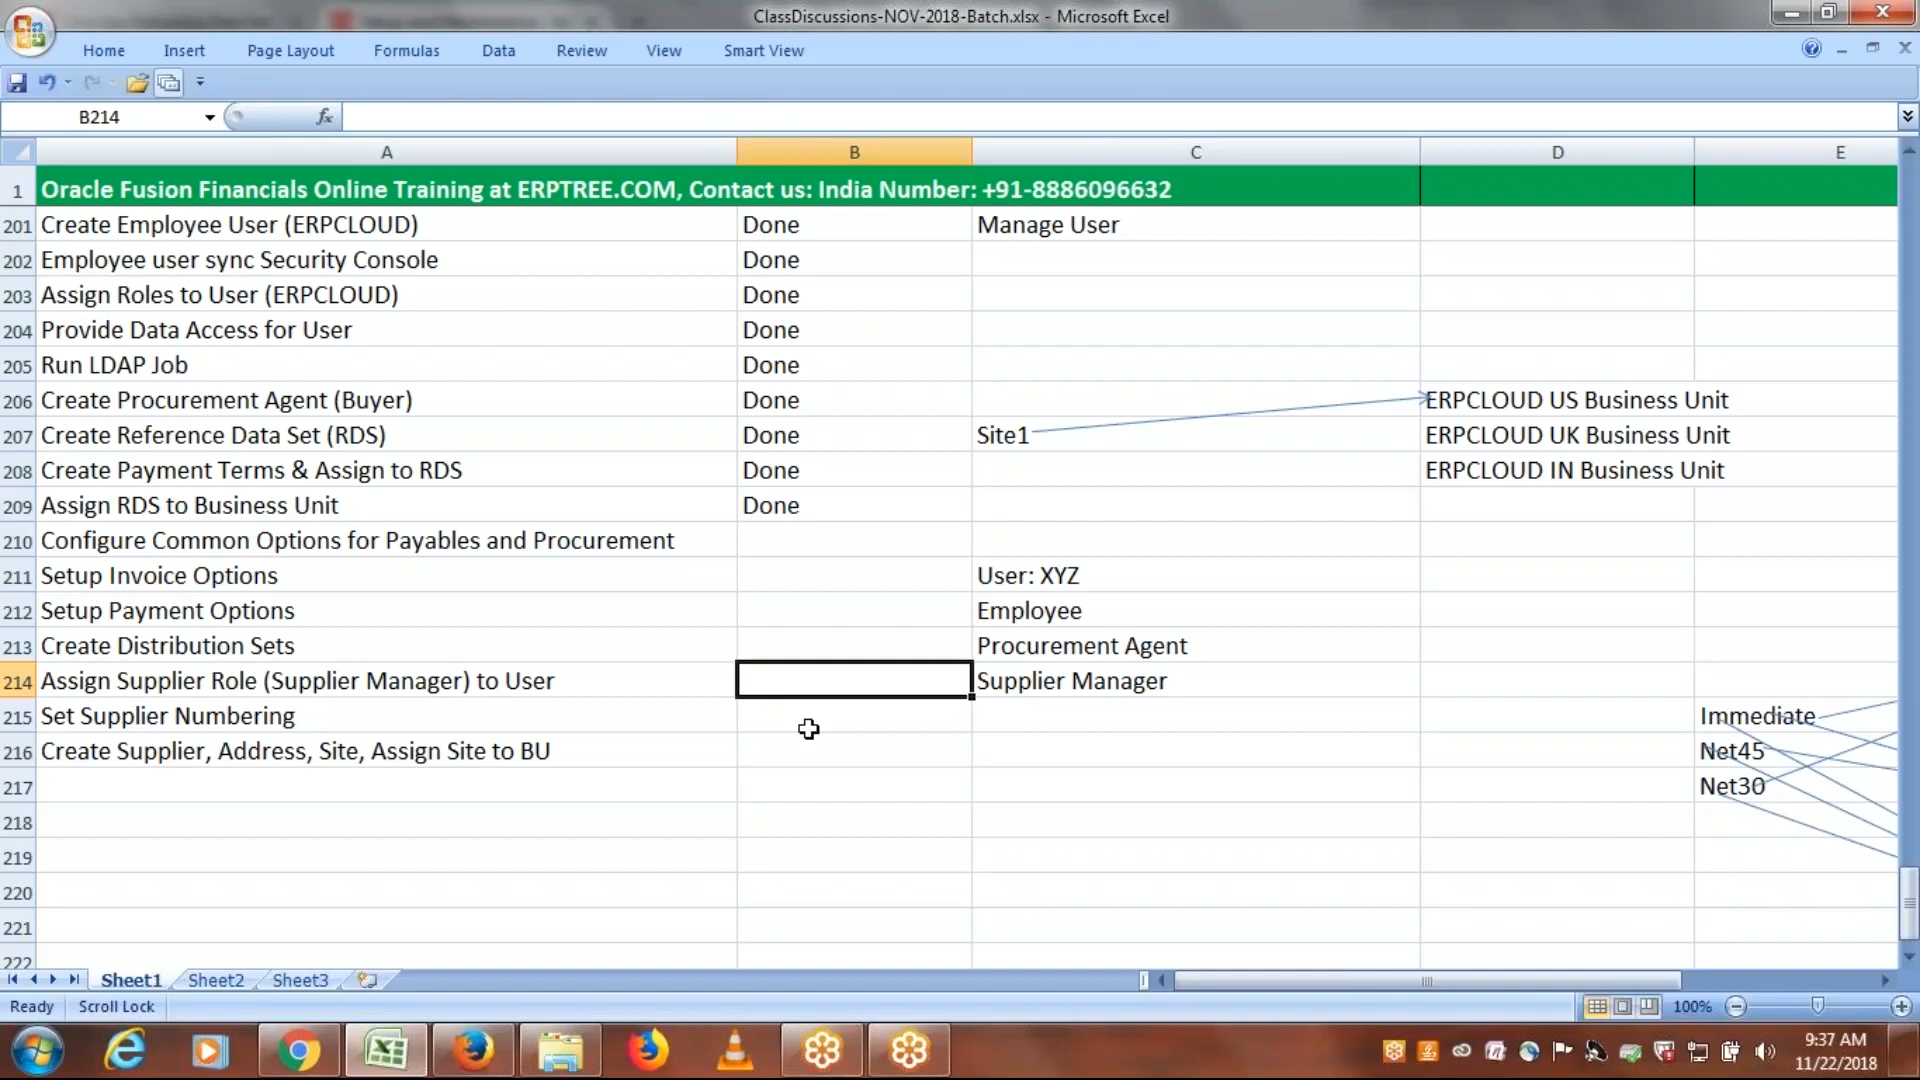 ClassDiscussions-NOV-2018-Batch.xlsx - Microsoft Excel
Home Insert Page Layout Formulas Data Review View Smart View
B214 fx
A B C D E
1 Oracle Fusion Financials Online Training at ERPTREE.COM, Contact us: India Number: +91-8886096632
201 Create Employee User (ERPCLOUD) Done Manage User
202 Employee user sync Security Console Done
203 Assign Roles to User (ERPCLOUD) Done
204 Provide Data Access for User Done
205 Run LDAP Job Done
206 Create Procurement Agent (Buyer) Done ERPCLOUD US Business Unit
207 Create Reference Data Set (RDS) Done Site1 ERPCLOUD UK Business Unit
208 Create Payment Terms & Assign to RDS Done ERPCLOUD IN Business Unit
209 Assign RDS to Business Unit Done
210 Configure Common Options for Payables and Procurement
211 Setup Invoice Options User: XYZ
212 Setup Payment Options Employee
213 Create Distribution Sets Procurement Agent
214 Assign Supplier Role (Supplier Manager) to User Supplier Manager
215 Set Supplier Numbering Immediate
216 Create Supplier, Address, Site, Assign Site to BU Net45
217 Net30
218
219
220
221
222
Sheet1 Sheet2 Sheet3
Ready Scroll Lock 100%
9:37 AM
11/22/2018